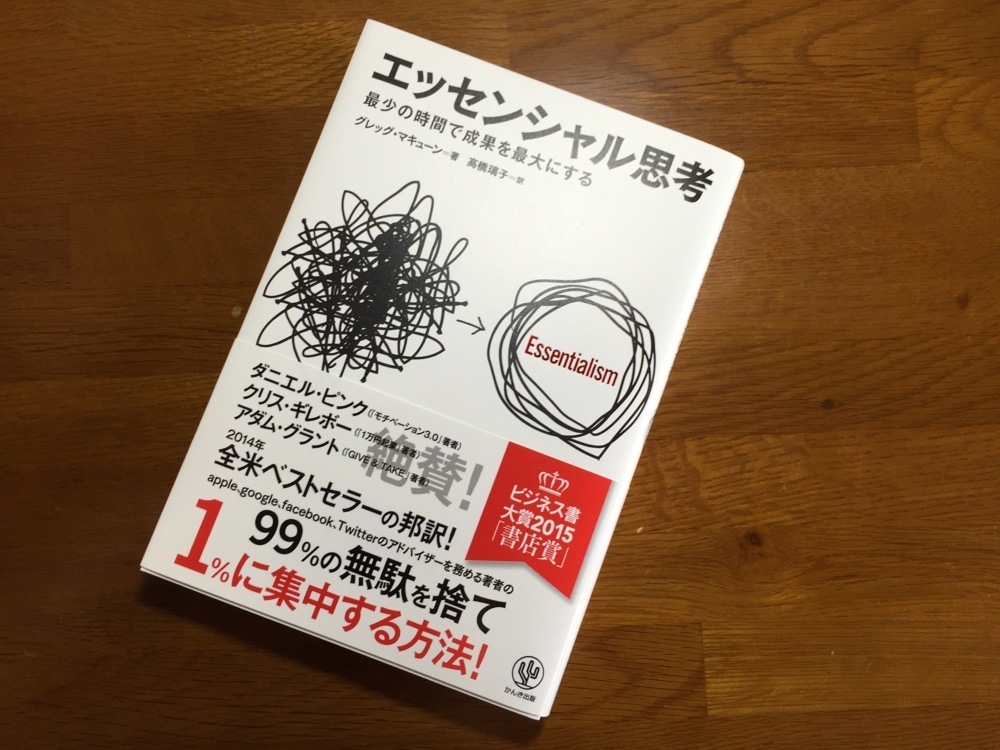 エッセンシャル思考
最少の時間で成果を最大にする
グレッグ・マキューン=著 高橋璃子=訳
Essentialism
ダニエル・ピンク(『モチベーション3.0』著者)
クリス・ギレボー(『1万円起業』著者)
アダム・グラント(『GIVE & TAKE』著者)
絶賛!
2014年
全米ベストセラーの邦訳!
apple、google、facebook、Twitterのアドバイザーを務める著者の
99%の無駄を捨て
1%に集中する方法!
ビジネス書
大賞2015
「書店賞」
かんき出版